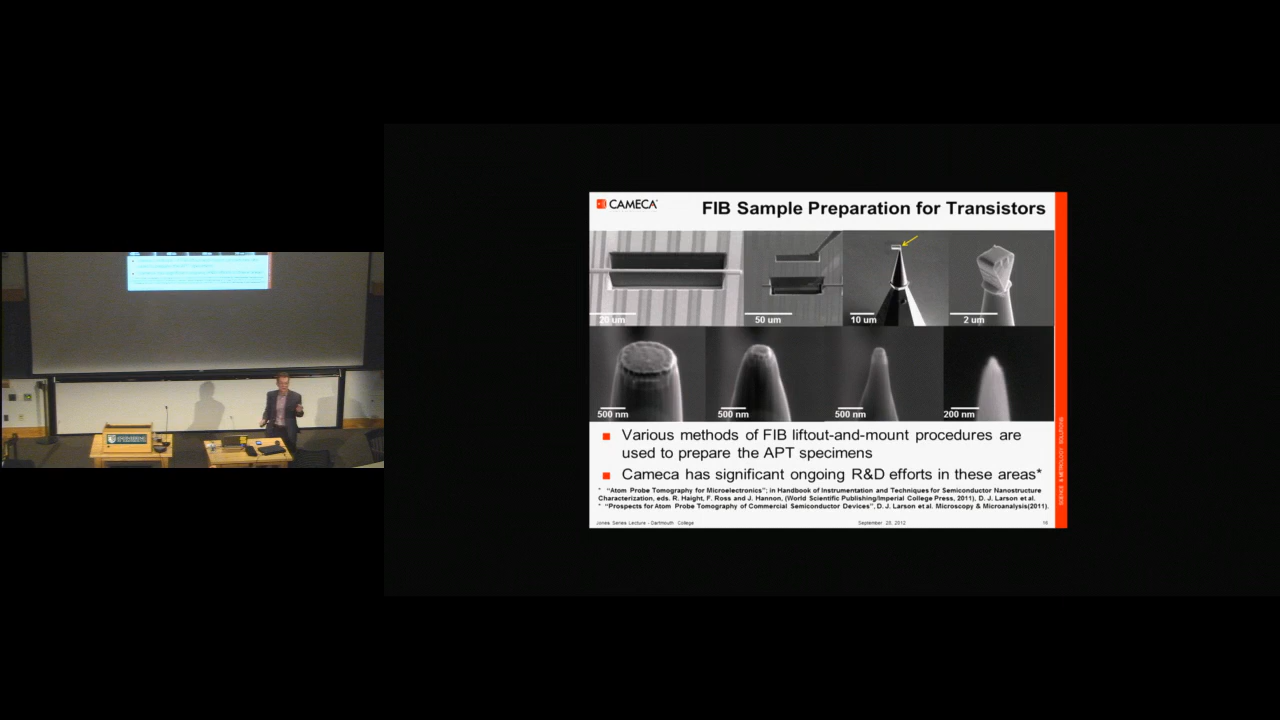 CAMECA
FIB Sample Preparation for Transistors
20 um
50 um
10 um
2 um
500 nm
500 nm
500 nm
200 nm
Various methods of FIB liftout-and-mount procedures are
used to prepare the APT specimens
Cameca has significant ongoing R&D efforts in these areas*
* "Atom Probe Tomography for Microelectronics"; in Handbook of Instrumentation and Techniques for Semiconductor Nanostructure
Characterization, eds. R. Haight, F. Ross and J. Hannon, (World Scientific Publishing/Imperial College Press, 2011), D. J. Larson et al.
* "Prospects for Atom Probe Tomography of Commercial Semiconductor Devices", D. J. Larson et al. Microscopy & Microanalysis(2011).
Jones Series Lecture - Dartmouth College
September 28, 2012
16
SCIENCE & METROLOGY SOLUTIONS